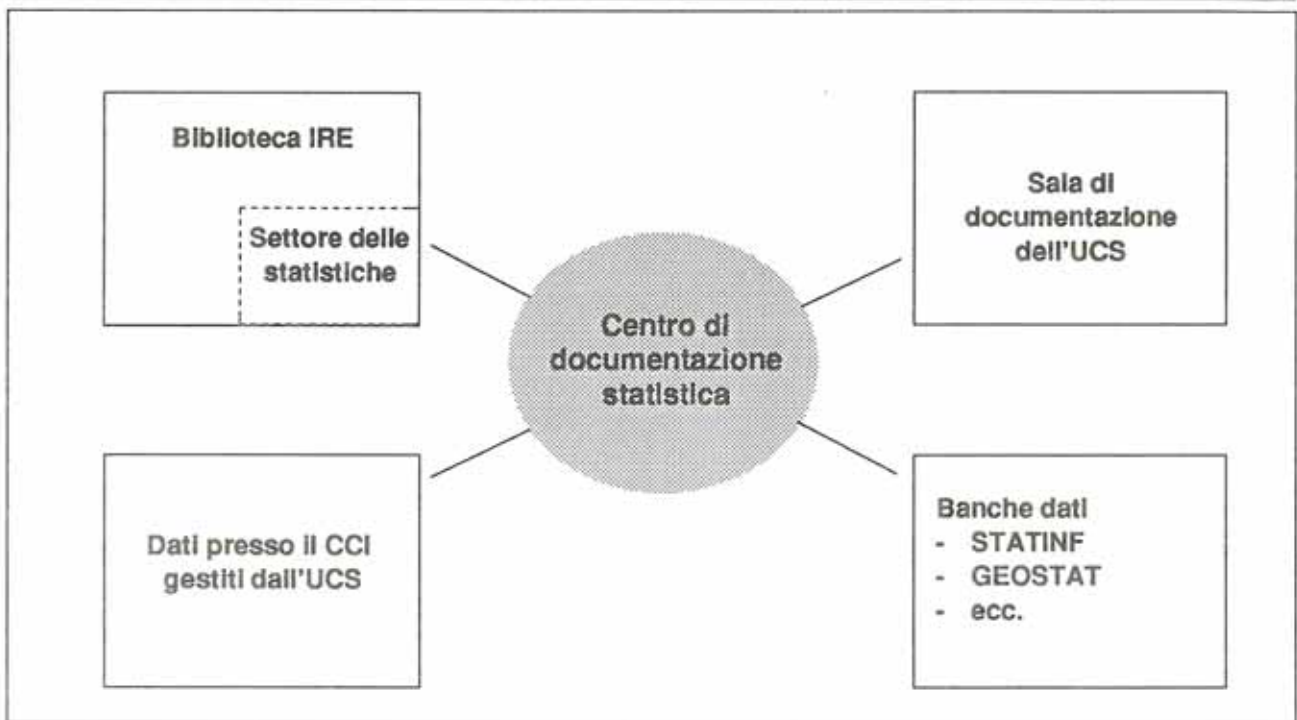 Biblioteca IRE
Settore delle
statistiche
Sala di
documentazione
dell'UCS
Centro di
documentazione
statistica
Dati presso il CCI
gestiti dall'UCS
Banche dati
- STATINF
- GEOSTAT
- ecc.